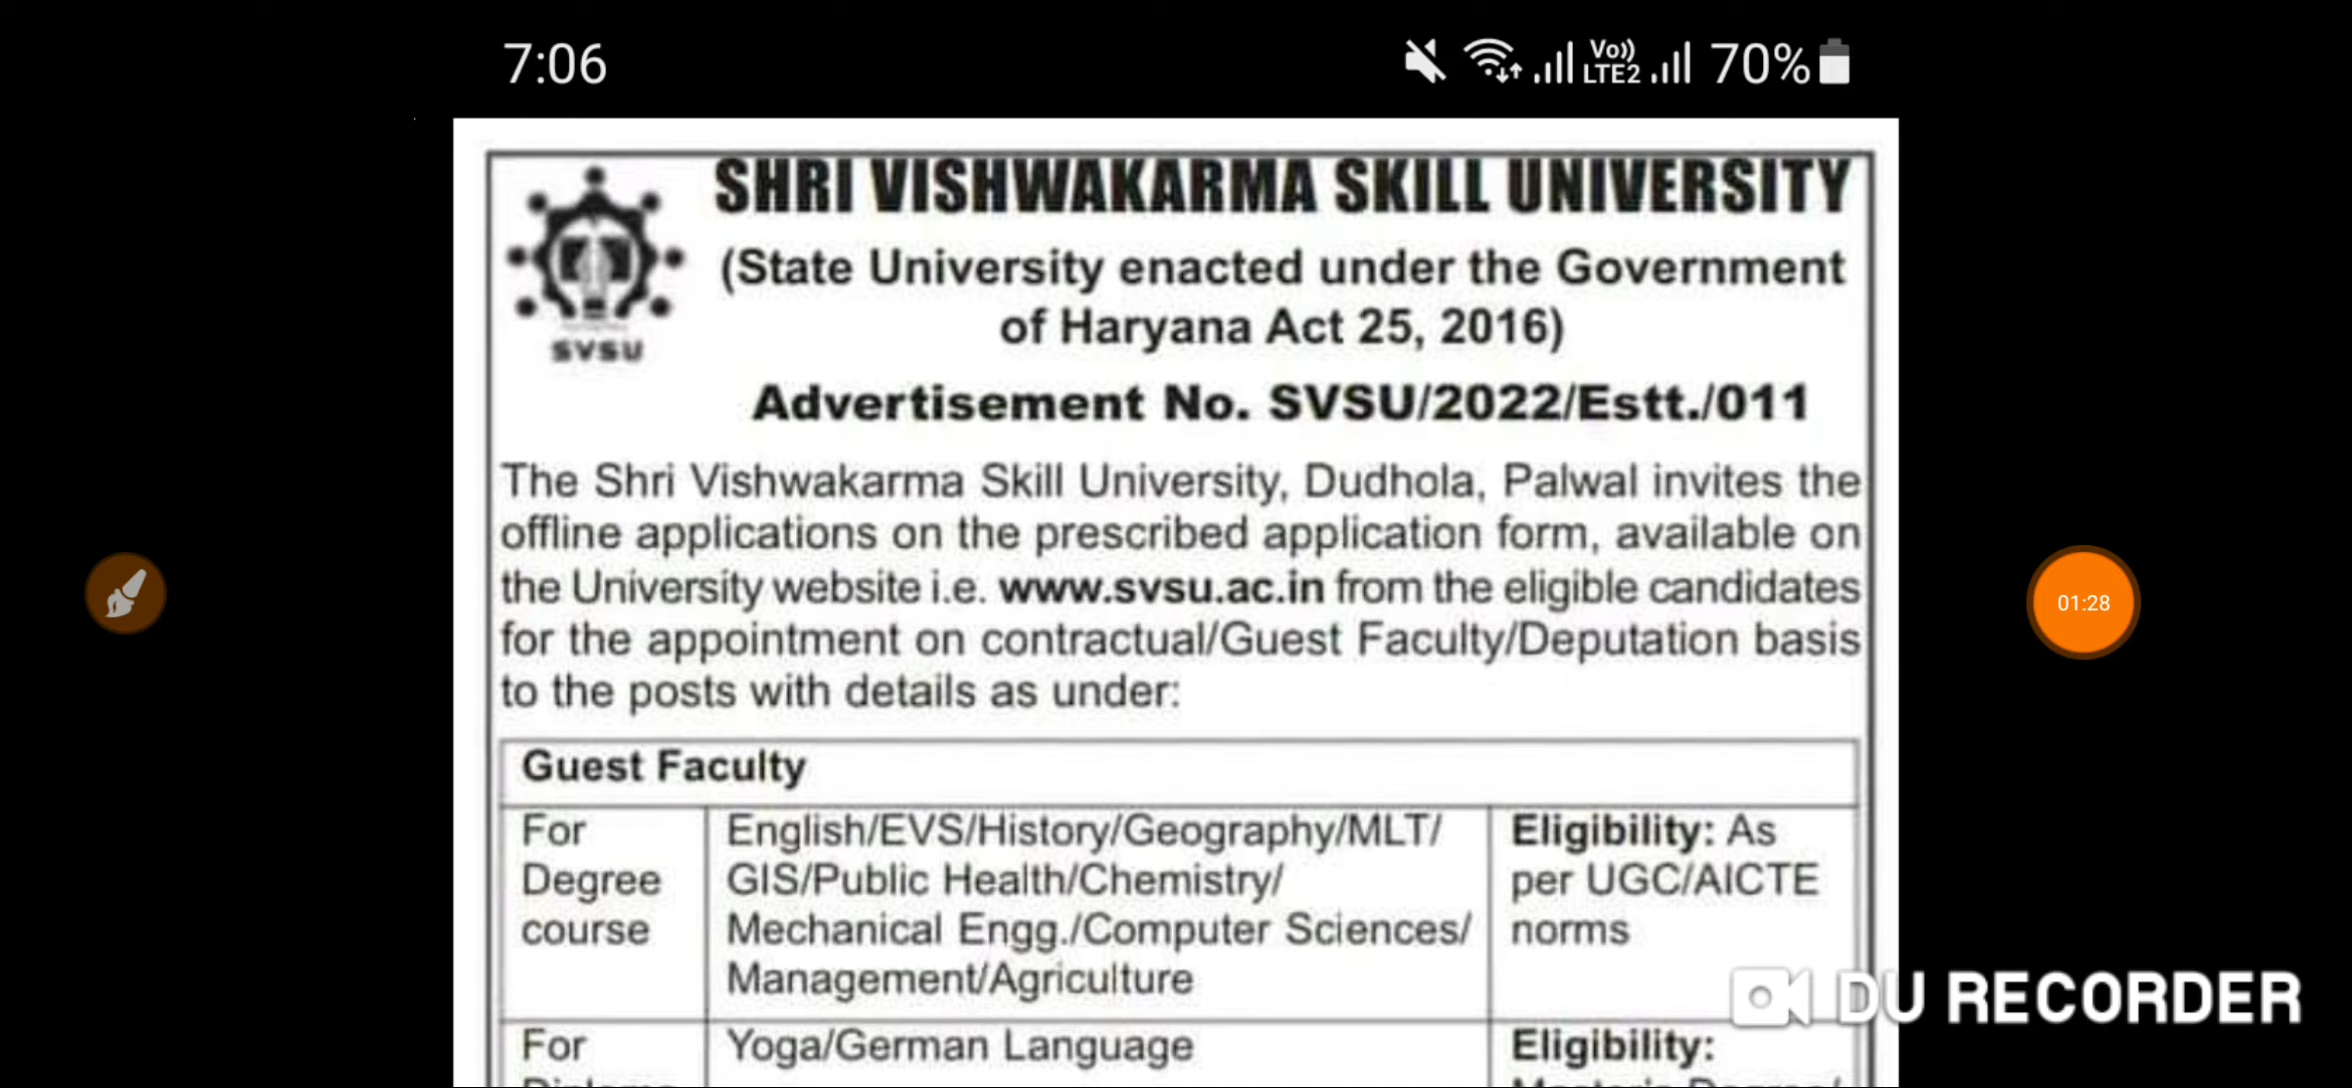 7:06
Vo))
LTE2
70%
SHRI VISHWAKARMA SKILL UNIVERSITY
(State University enacted under the Government
of Haryana Act 25, 2016)
SVSU
Advertisement No. SVSU/2022/Estt./011
The Shri Vishwakarma Skill University, Dudhola, Palwal invites the
offline applications on the prescribed application form, available on
the University website i.e. www.svsu.ac.in from the eligible candidates
for the appointment on contractual/Guest Faculty/Deputation basis
to the posts with details as under:
01:28
Guest Faculty
For Degree course
English/EVS/History/Geography/MLT/
GIS/Public Health/Chemistry/
Mechanical Engg./Computer Sciences/
Management/Agriculture
Eligibility: As
per UGC/AICTE
norms
For
Yoga/German Language
Eligibility:
DU RECORDER